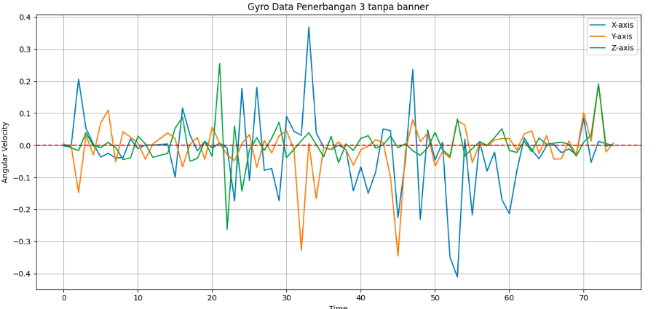 Gyro Data Penerbangan 3 tanpa banner
X-axis
Y-axis
Z-axis
Angular Velocity
0.4
0.3
0.2
0.1
0.0
−0.1
−0.2
−0.3
−0.4
0 10 20 30 40 50 60 70
Time